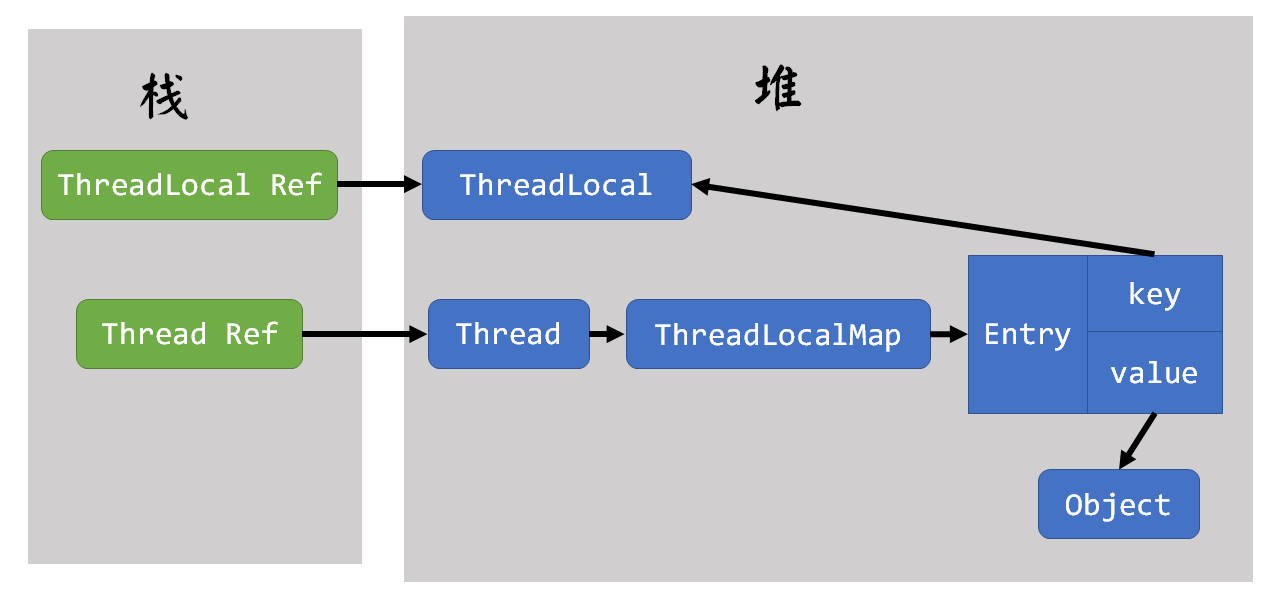 栈
堆
ThreadLocal Ref
ThreadLocal
Thread Ref
Thread
ThreadLocalMap
Entry
key
value
Object